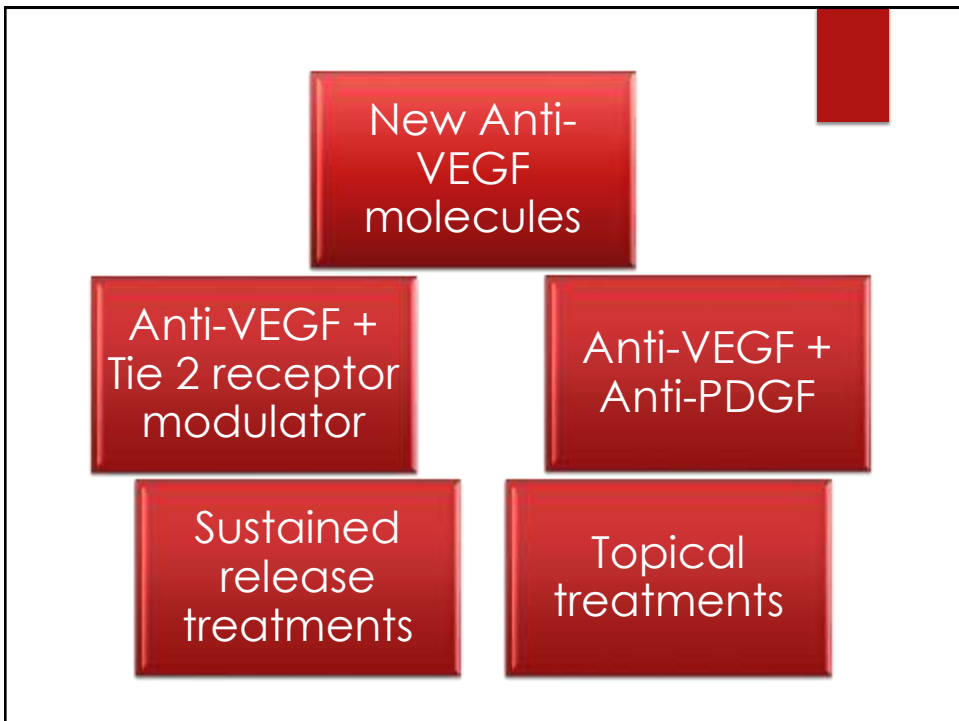 New Anti-
VEGF
molecules
Anti-VEGF +
Tie 2 receptor
modulator
Anti-VEGF +
Anti-PDGF
Sustained
release
treatments
Topical
treatments